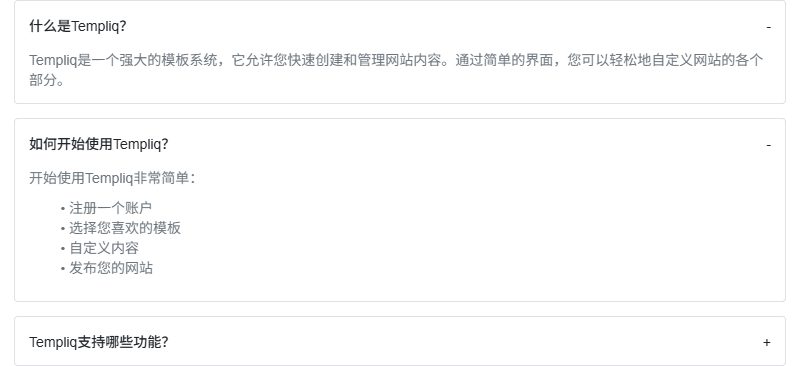 什么是Templiq？ -
Templiq是一个强大的模板系统，它允许您快速创建和管理网站内容。通过简单的界面，您可以轻松地自定义网站的各个
部分。
如何开始使用Templiq？ -
开始使用Templiq非常简单：
• 注册一个账户
• 选择您喜欢的模板
• 自定义内容
• 发布您的网站
Templiq支持哪些功能？ +